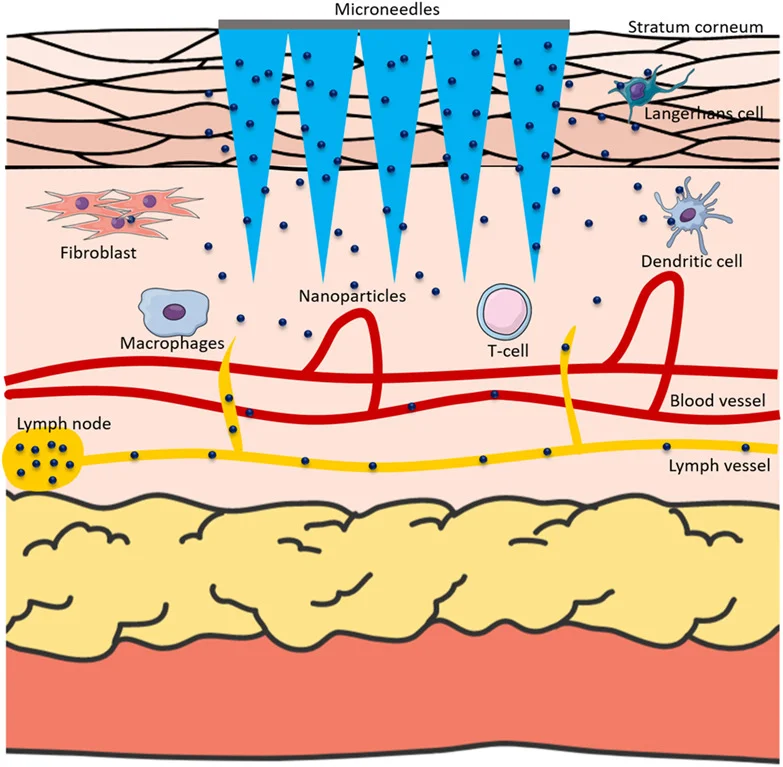 Microneedles
Stratum corneum
Langerhans cell
Fibroblast
Dendritic cell
Nanoparticles
Macrophages
T-cell
Blood vessel
Lymph node
Lymph vessel